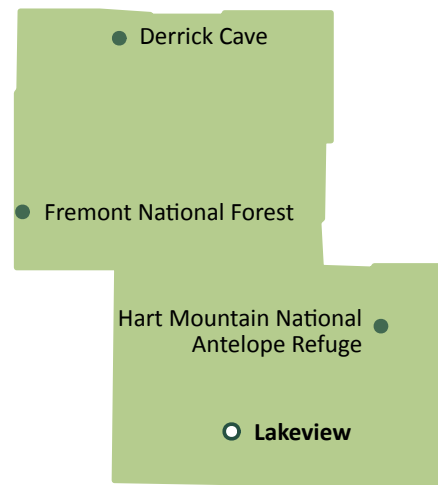 Derrick Cave
Fremont National Forest
Hart Mountain National
Antelope Refuge
Lakeview